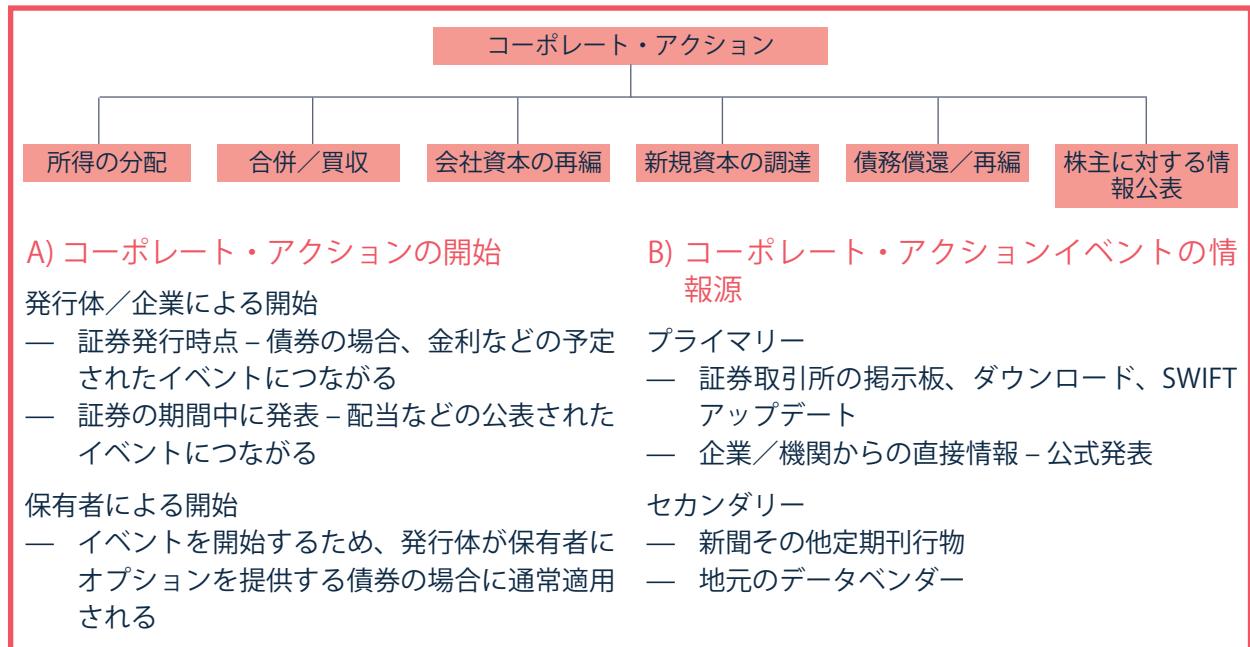 コーポレート・アクション
所得の分配
合併／買収
会社資本の再編
新規資本の調達
債務償還／再編
株主に対する情
報公表
A) コーポレート・アクションの開始
発行体／企業による開始
— 証券発行時点 – 債券の場合、金利などの予定
されたイベントにつながる
— 証券の期間中に発表 – 配当などの公表された
イベントにつながる
保有者による開始
— イベントを開始するため、発行体が保有者に
オプションを提供する債券の場合に通常適用
される
B) コーポレート・アクションイベントの情
報源
プライマリー
— 証券取引所の掲示板、ダウンロード、SWIFT
アップデート
— 企業／機関からの直接情報 – 公式発表
セカンダリー
— 新聞その他定期刊行物
— 地元のデータベンダー